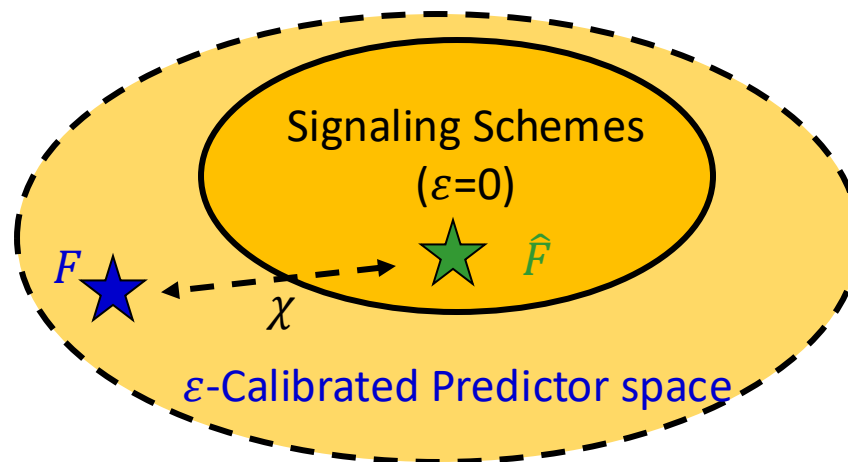 Signaling Schemes
(ε=0)
F
F̂
χ
ε-Calibrated Predictor space